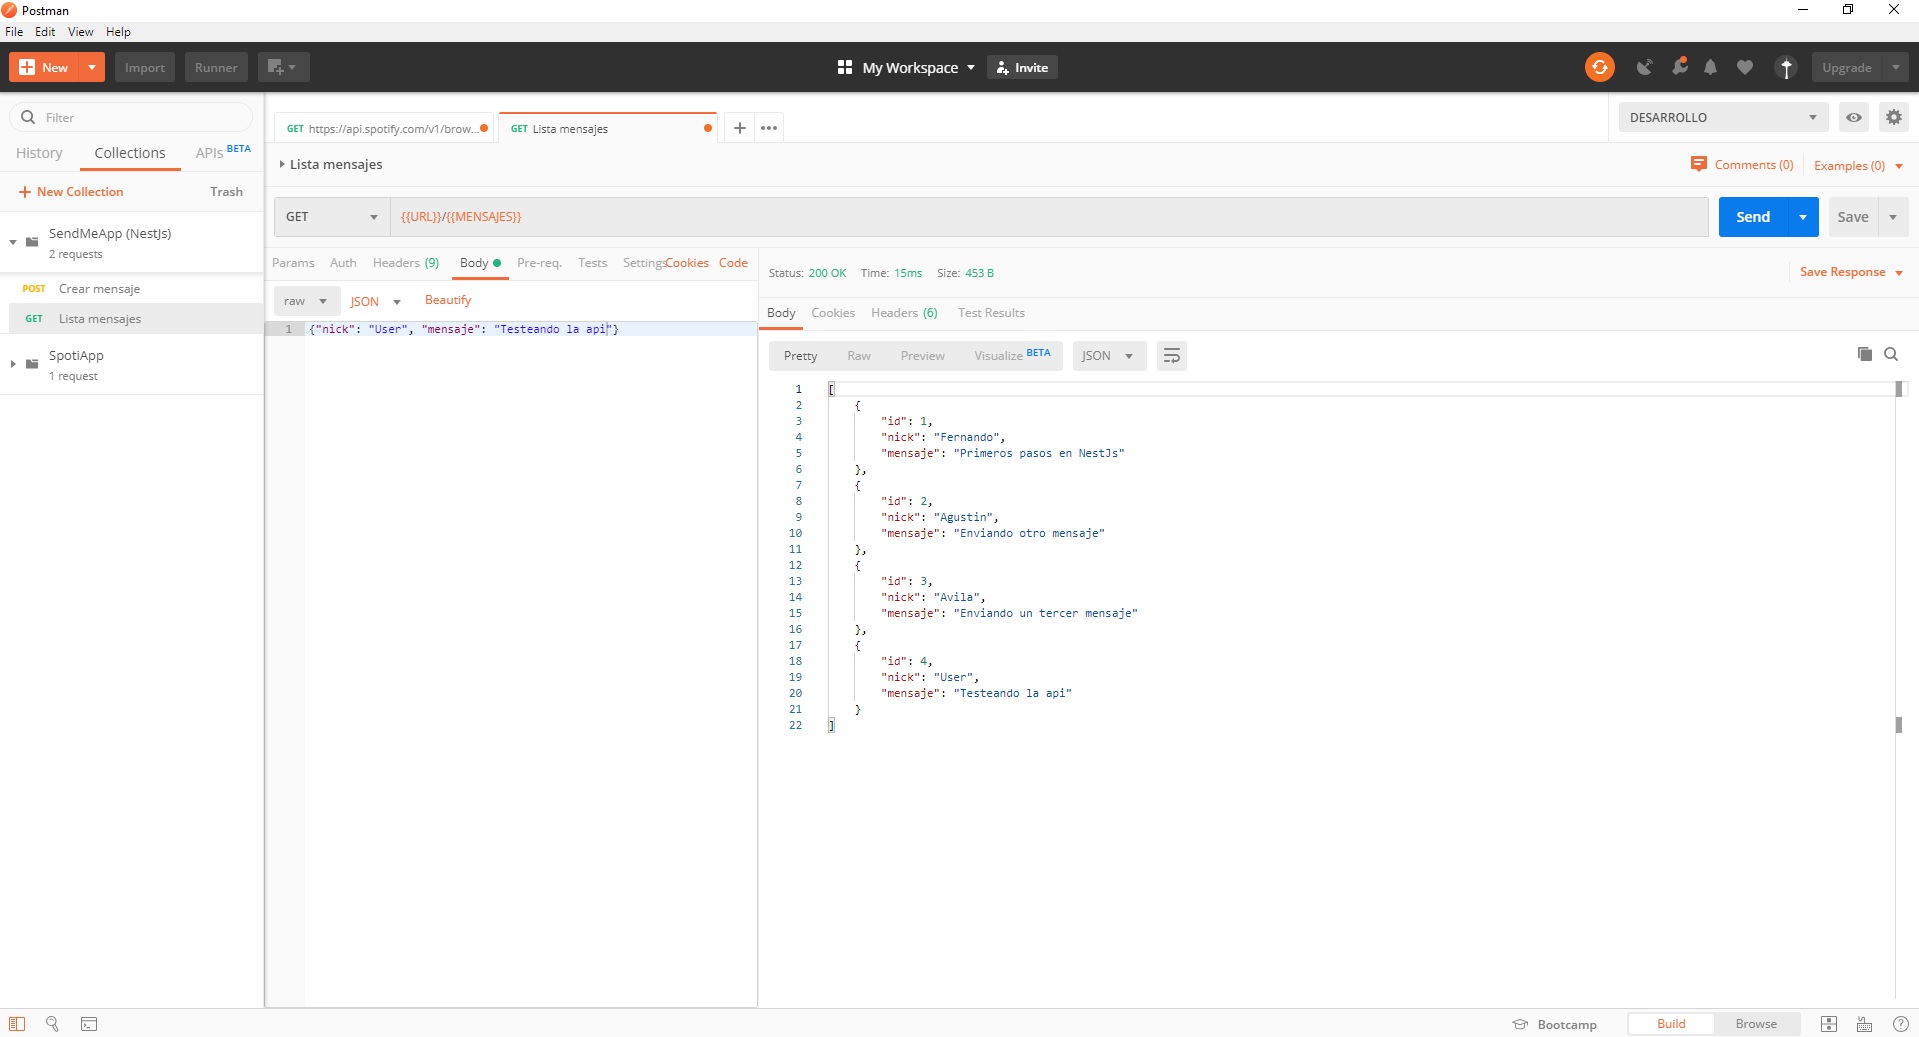 Postman
File Edit View Help
New Import Runner My Workspace Invite Upgrade
Filter
History Collections APIs BETA
New Collection Trash
SendMeApp (NestJs)
2 requests
POST Crear mensaje
GET Lista mensajes
SpotiApp
1 request
GET https://api.spotify.com/v1/brow... GET Lista mensajes
DESARROLLO
Lista mensajes
Comments (0) Examples (0)
GET {{URL}}/{{MENSAJES}} Send Save
Params Auth Headers (9) Body Pre-req. Tests Settings Cookies Code
raw JSON Beautify
1 {"nick": "User", "mensaje": "Testeando la api"}
Status: 200 OK Time: 15ms Size: 453 B Save Response
Body Cookies Headers (6) Test Results
Pretty Raw Preview Visualize BETA JSON
1 [
2 {
3 "id": 1,
4 "nick": "Fernando",
5 "mensaje": "Primeros pasos en NestJs"
6 },
7 {
8 "id": 2,
9 "nick": "Agustin",
10 "mensaje": "Enviando otro mensaje"
11 },
12 {
13 "id": 3,
14 "nick": "Avila",
15 "mensaje": "Enviando un tercer mensaje"
16 },
17 {
18 "id": 4,
19 "nick": "User",
20 "mensaje": "Testeando la api"
21 }
22 ]
Bootcamp Build Browse